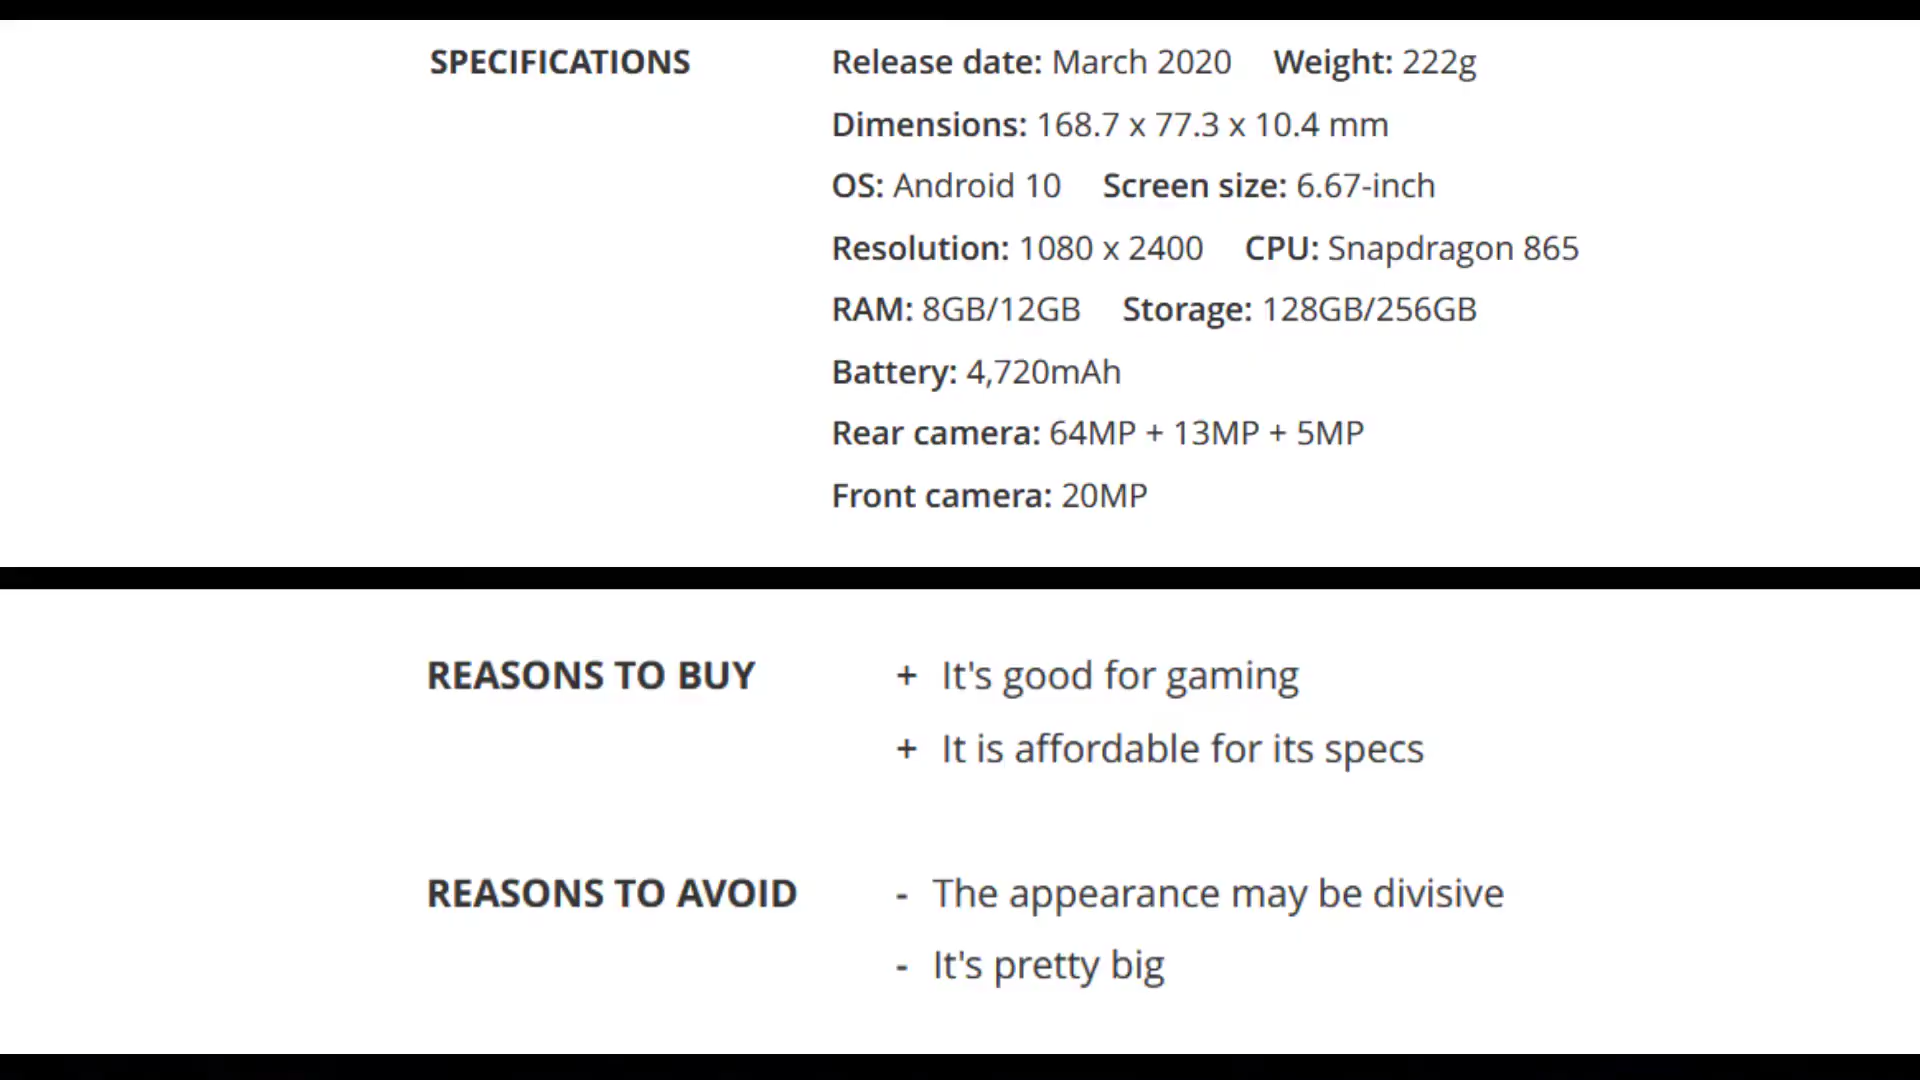 SPECIFICATIONS
Release date: March 2020 Weight: 222g
Dimensions: 168.7 x 77.3 x 10.4 mm
OS: Android 10 Screen size: 6.67-inch
Resolution: 1080 x 2400 CPU: Snapdragon 865
RAM: 8GB/12GB Storage: 128GB/256GB
Battery: 4,720mAh
Rear camera: 64MP + 13MP + 5MP
Front camera: 20MP
REASONS TO BUY
+ It's good for gaming
+ It is affordable for its specs
REASONS TO AVOID
- The appearance may be divisive
- It's pretty big